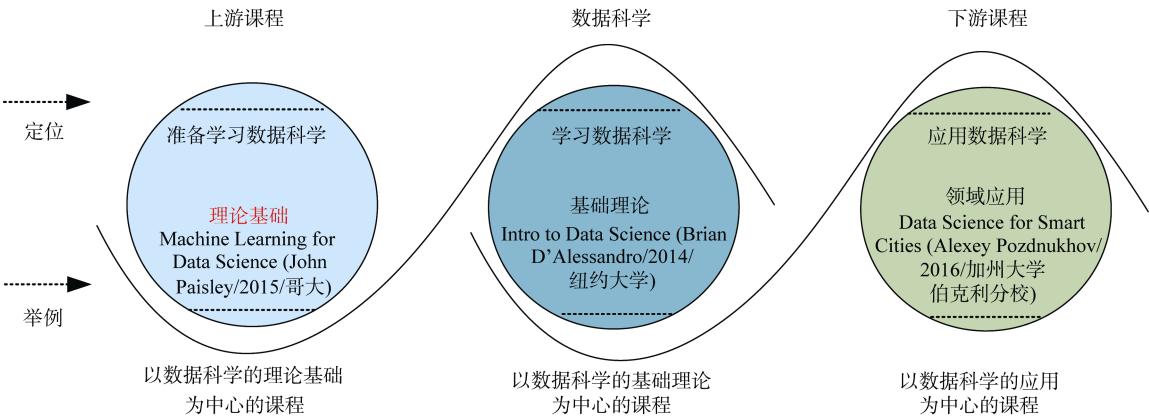 上游课程
数据科学
下游课程
定位
准备学习数据科学
学习数据科学
应用数据科学
举例
理论基础
Machine Learning for
Data Science (John
Paisley/2015/哥大)
基础理论
Intro to Data Science (Brian
D’Alessandro/2014/
纽约大学)
领域应用
Data Science for Smart
Cities (Alexey Pozdnukhov/
2016/加州大学
伯克利分校)
以数据科学的理论基础
为中心的课程
以数据科学的基础理论
为中心的课程
以数据科学的应用
为中心的课程